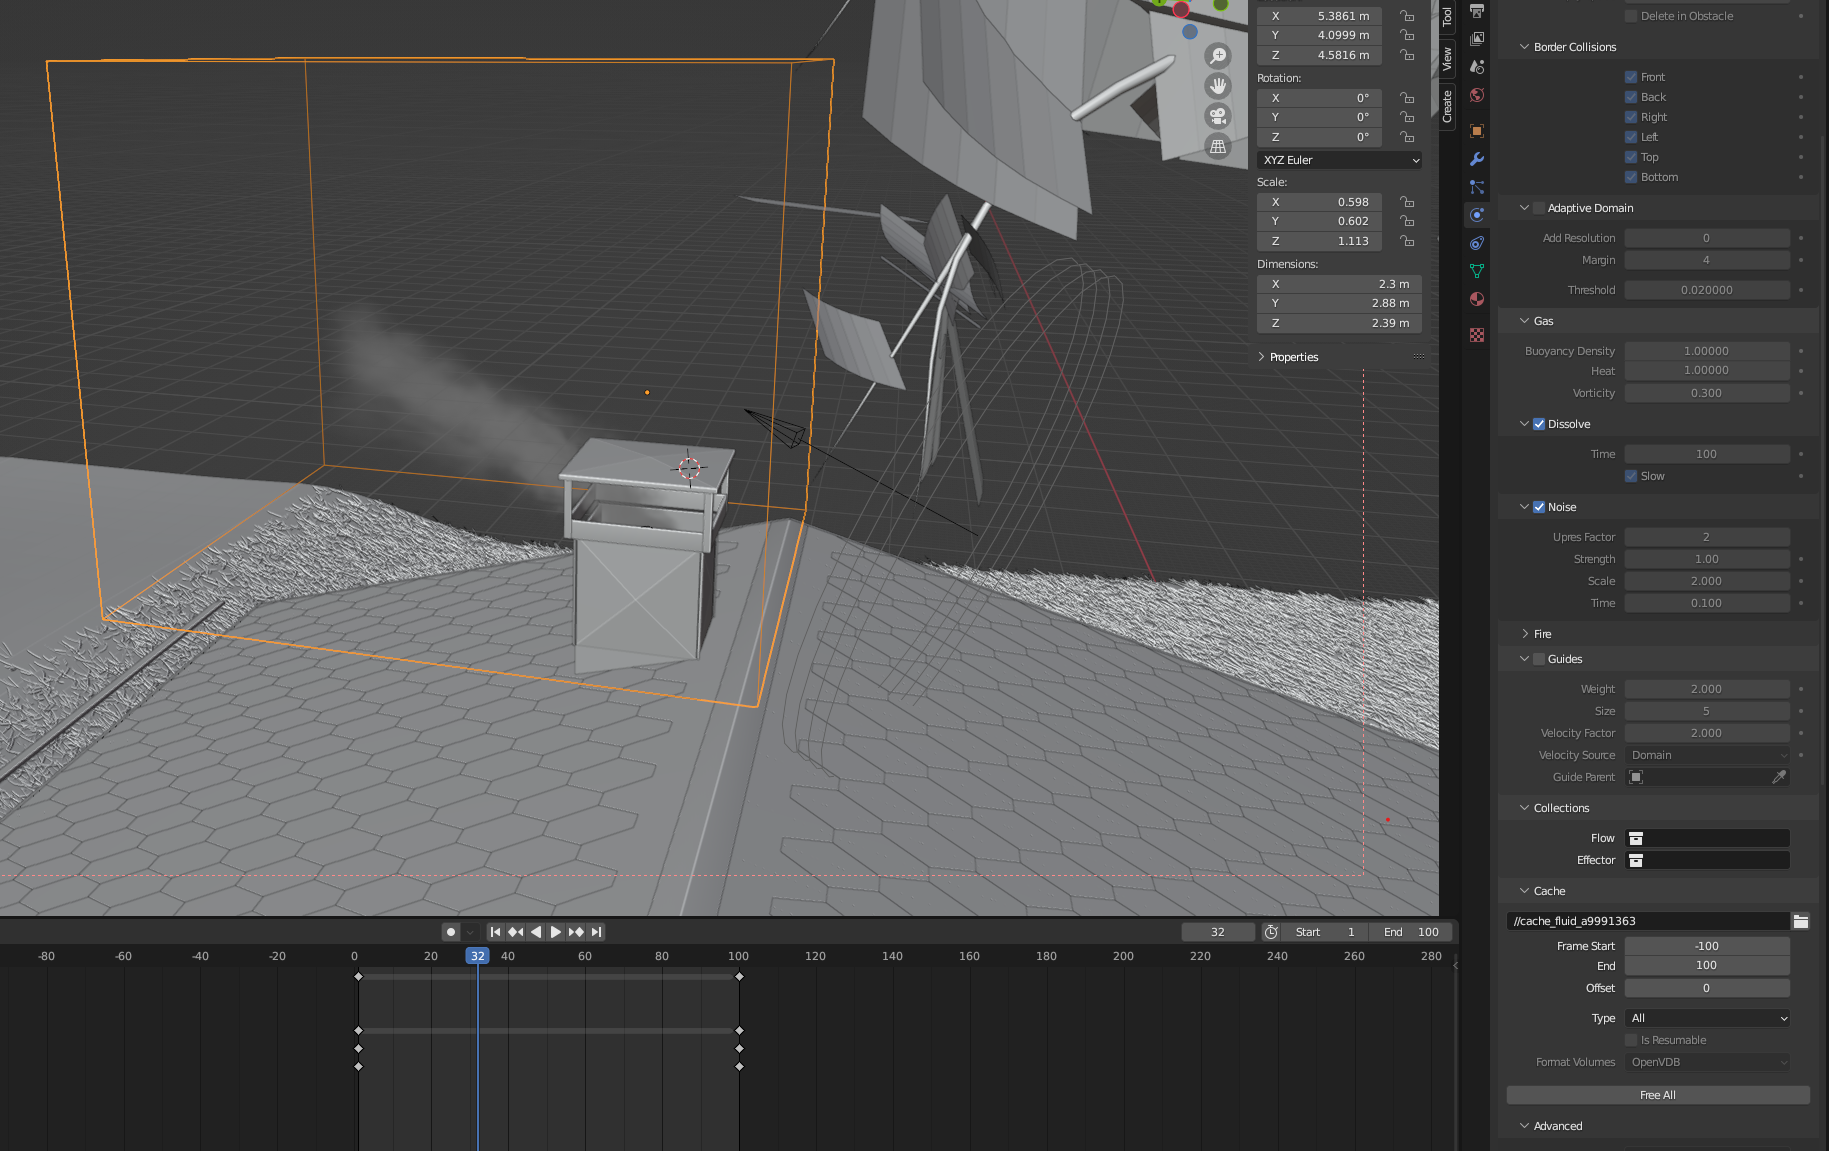 X 5.3861 m
Y 4.0999 m
Z 4.5816 m
Rotation:
X 0°
Y 0°
Z 0°
XYZ Euler
Scale:
X 0.598
Y 0.602
Z 1.113
Dimensions:
X 2.3 m
Y 2.88 m
Z 2.39 m
Properties
Tool
View
Create
Delete in Obstacle
Border Collisions
Front
Back
Right
Left
Top
Bottom
Adaptive Domain
Add Resolution 0
Margin 4
Threshold 0.020000
Gas
Buoyancy Density 1.00000
Heat 1.00000
Vorticity 0.300
Dissolve
Time 100
Slow
Noise
Upres Factor 2
Strength 1.00
Scale 2.000
Time 0.100
Fire
Guides
Weight 2.000
Size 5
Velocity Factor 2.000
Velocity Source Domain
Guide Parent
Collections
Flow
Effector
Cache
//cache_fluid_a9991363
Frame Start -100
End 100
Offset 0
Type All
Is Resumable
Format Volumes OpenVDB
Free All
Advanced
32 Start 1 End 100
-80 -60 -40 -20 0 20 32 40 60 80 100 120 140 160 180 200 220 240 260 280